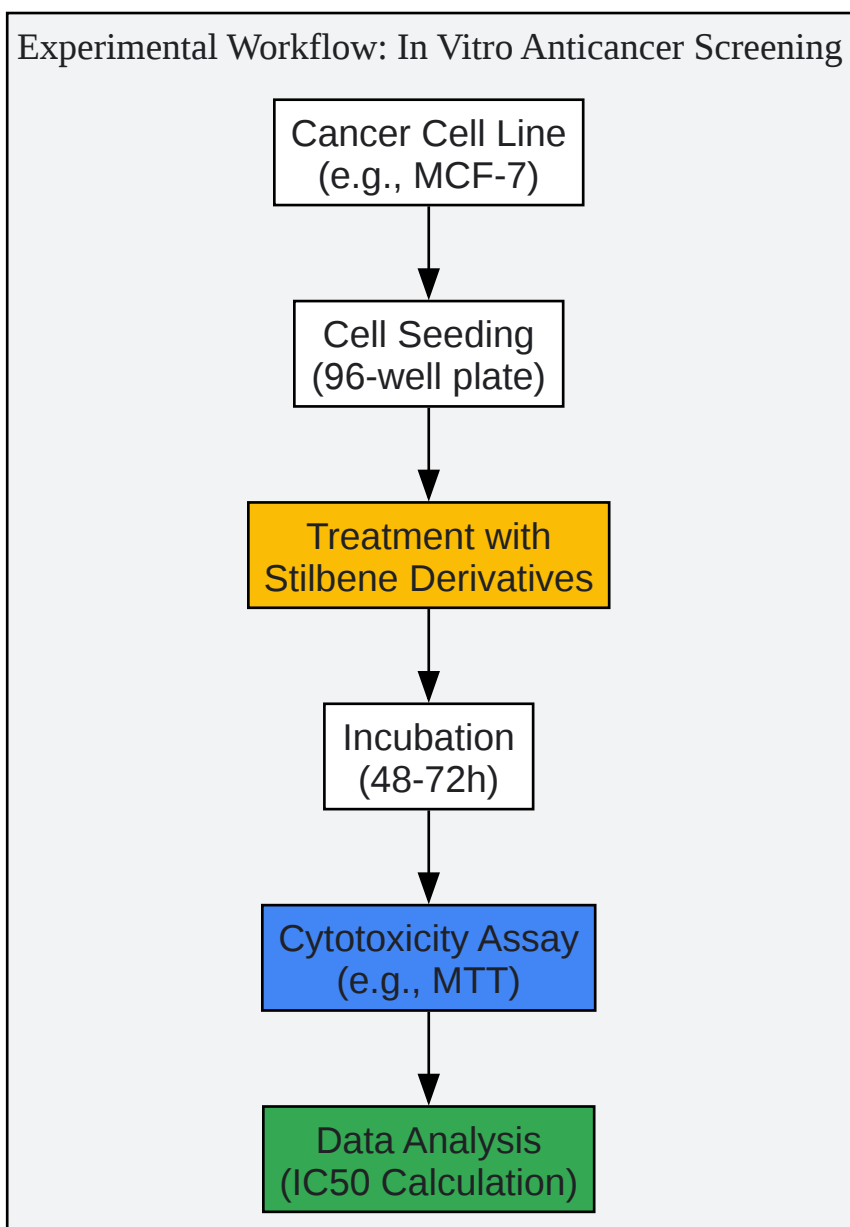 Experimental Workflow: In Vitro Anticancer Screening
Cancer Cell Line
(e.g., MCF-7)
Cell Seeding
(96-well plate)
Treatment with
Stilbene Derivatives
Incubation
(48-72h)
Cytotoxicity Assay
(e.g., MTT)
Data Analysis
(IC50 Calculation)